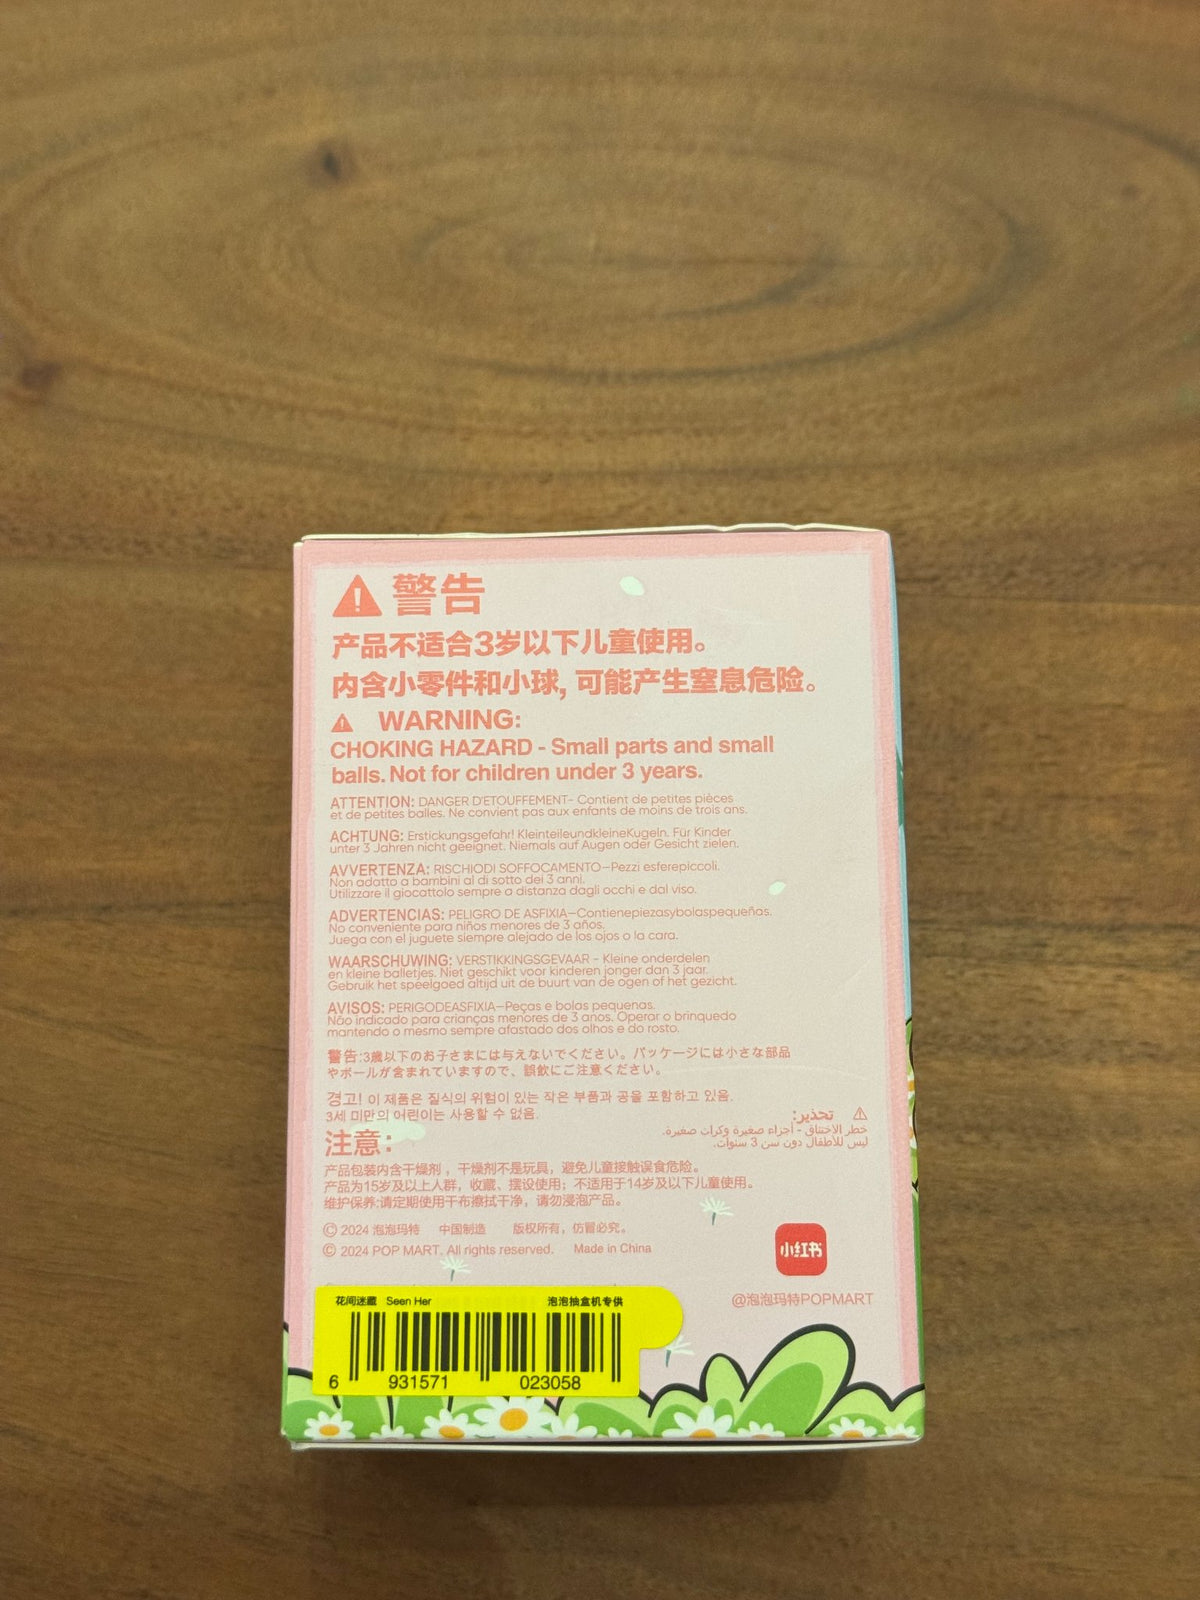 警告
产品不适合3岁以下儿童使用。
内含小零件和小球, 可能产生窒息危险。
WARNING:
CHOKING HAZARD - Small parts and small
balls. Not for children under 3 years.
ATTENTION: DANGER D'ETOUFFEMENT- Contient de petites pièces
et de petites balles. Ne convient pas aux enfants de moins de trois ans.
ACHTUNG: Erstickungsgefahr! KleinteileundkleineKugeln. Für Kinder
unter 3 Jahren nicht geeignet. Niemals auf Augen oder Gesicht zielen.
AVVERTENZA: RISCHIODI SOFFOCAMENTO—Pezzi esferepiccoli.
Non adatto a bambini al di sotto dei 3 anni.
Utilizzare il giocattolo sempre a distanza dagli occhi e dal viso.
ADVERTENCIAS: PELIGRO DE ASFIXIA—Contienepiezasybolaspequeñas.
No conveniente para niños menores de 3 años.
Juega con el juguete siempre alejado de los ojos o la cara.
WAARSCHUWING: VERSTIKKINGSGEVAAR - Kleine onderdelen
en kleine balletjes. Niet geschikt voor kinderen jonger dan 3 jaar.
Gebruik het speelgoed altijd uit de buurt van de ogen of het gezicht.
AVISOS: PERIGODEASFIXIA—Peças e bolas pequenas.
Não indicado para crianças menores de 3 anos. Operar o brinquedo
mantendo o mesmo sempre afastado dos olhos e do rosto.
警告:3歳以下のお子さまには与えないでください。パッケージには小さな部品
やボールが含まれていますので、誤飲にご注意ください。
경고! 이 제품은 질식의 위험이 있는 작은 부품과 공을 포함하고 있음.
3세 미만의 어린이는 사용할 수 없음.
تحذير:
خطر الاختناق - أجزاء صغيرة وكرات صغيرة.
ليس للأطفال دون سن 3 سنوات.
注意:
产品包装内含干燥剂，干燥剂不是玩具，避免儿童接触误食危险。
产品为15岁及以上人群，收藏、摆设使用；不适用于14岁及以下儿童使用。
维护保养:请定期使用干布擦拭干净，请勿浸泡产品。
© 2024 泡泡玛特 中国制造 版权所有，仿冒必究。
© 2024 POP MART. All rights reserved. Made in China
小红书
@泡泡玛特POPMART
花间迷藏 Seen Her 泡泡抽盒机专供
6 931571 023058